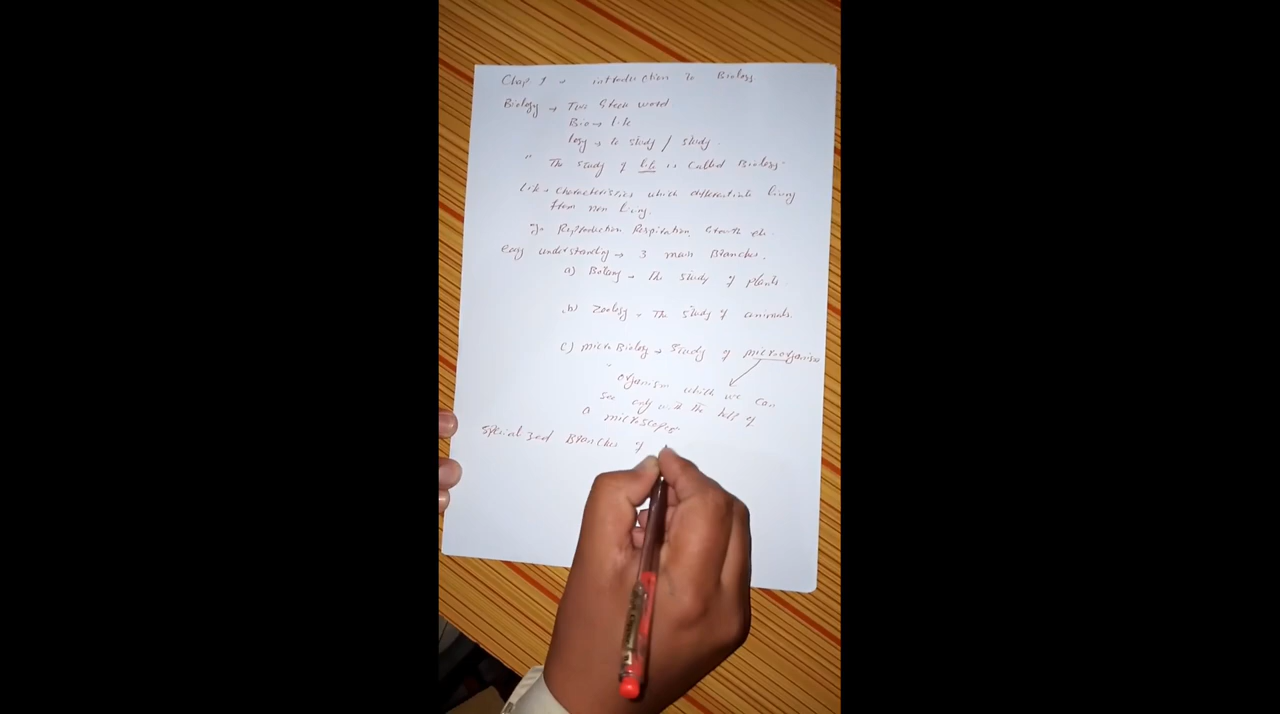 Chap. 1 → introduction to Biology
Biology → Two Greek word.
Bio → life
logy → to study / study.
" The study of life is called Biology.
Life → Characteristics which differentiate living
from non living.
Reproduction Respiration, Growth etc.
easy understanding → 3 main Branches.
a) Botany → The study of plants.
b) Zoology → The study of animals.
c) micro Biology → study of microorganism
" organism which we can
see only with the help of
a microscopes"
Specialized Branches of